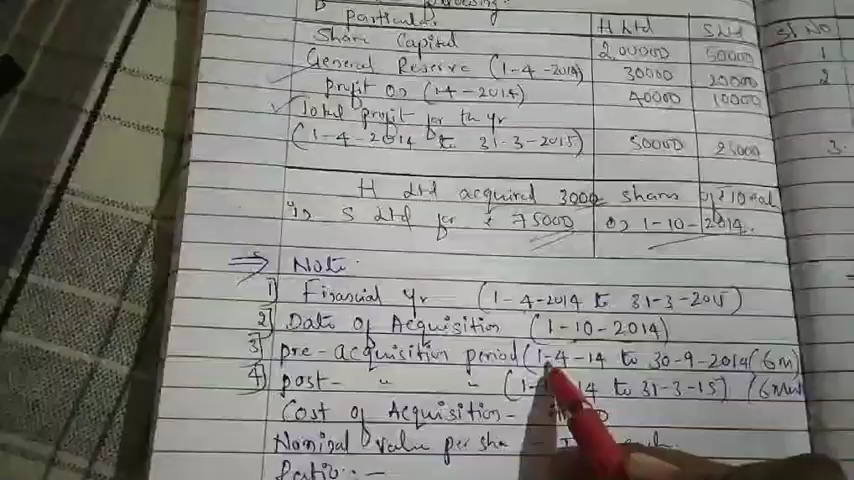 Particular H Ltd S Ltd Sl No
Share Capital 200000 50000 1
General Reserve (1-4-2014) 30000 20000 2
profit on (1-4-2014) 40000 10000
Total profit for the yr
(1-4-2014 to 31-3-2015) 50000 25000 3.
H Ltd acquired 3000 shares of ₹10 each
in S Ltd for ₹ 75000 on 1-10-2014.
⇒ Note:
1] Financial yr (1-4-2014 to 31-3-2015)
2] Date of Acquisition (1-10-2014)
3] pre-acquisition period (1-4-14 to 30-9-2014 (6m)
4] post- " " (1- 14 to 31-3-15) (6
Cost of Acquisition -
Nominal value per sha
Ratio: -